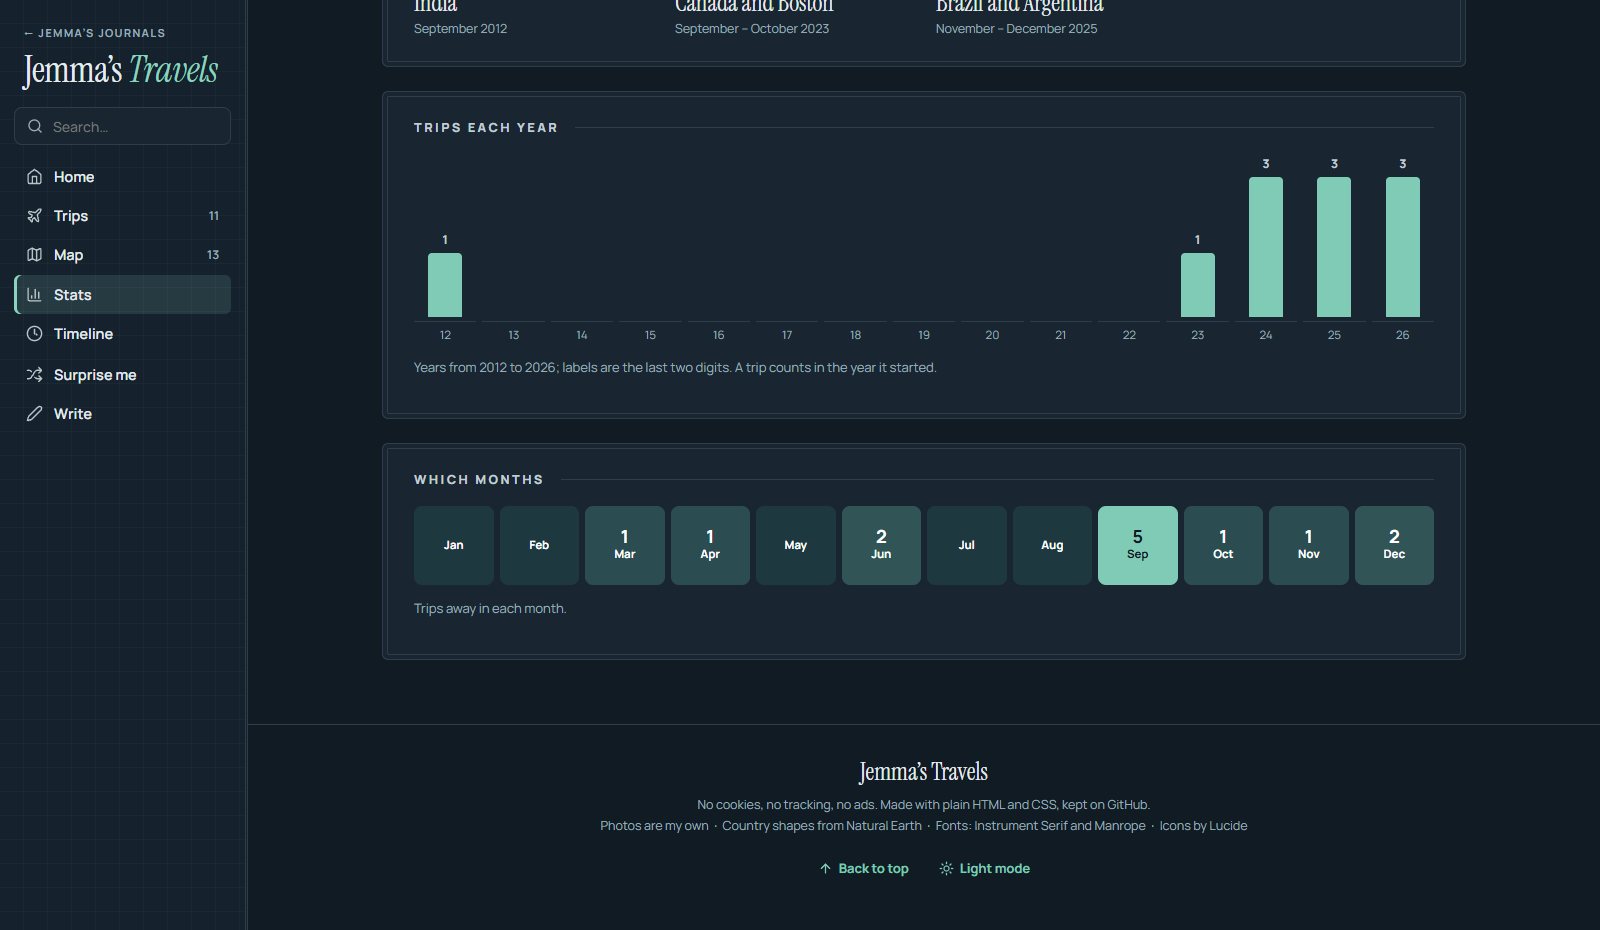 ← JEMMA'S JOURNALS
Jemma's Travels
Search...
Home
Trips 11
Map 13
Stats
Timeline
Surprise me
Write
India Canada and Boston Brazil and Argentina
September 2012 September – October 2023 November – December 2025
TRIPS EACH YEAR
1 1 3 3 3
12 13 14 15 16 17 18 19 20 21 22 23 24 25 26
Years from 2012 to 2026; labels are the last two digits. A trip counts in the year it started.
WHICH MONTHS
1 1 2 5 1 1 2
Jan Feb Mar Apr May Jun Jul Aug Sep Oct Nov Dec
Trips away in each month.
Jemma's Travels
No cookies, no tracking, no ads. Made with plain HTML and CSS, kept on GitHub.
Photos are my own · Country shapes from Natural Earth · Fonts: Instrument Serif and Manrope · Icons by Lucide
↑ Back to top Light mode